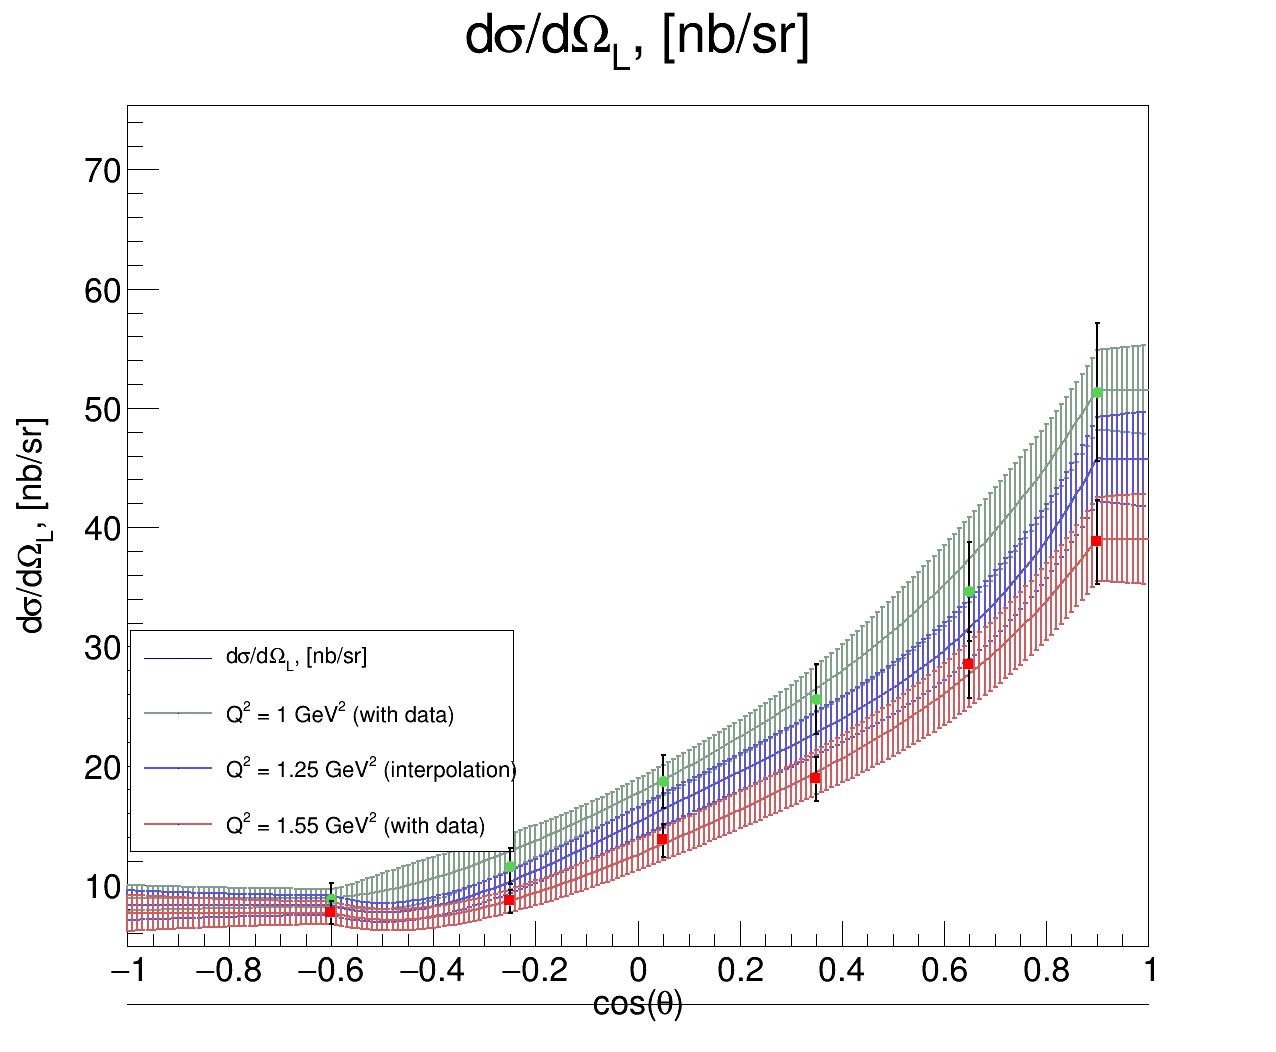 dσ/dΩL, [nb/sr]
dσ/dΩL, [nb/sr]
70
60
50
40
30
20
10
dσ/dΩL, [nb/sr]
Q² = 1 GeV² (with data)
Q² = 1.25 GeV² (interpolation)
Q² = 1.55 GeV² (with data)
−1 −0.8 −0.6 −0.4 −0.2 0 0.2 0.4 0.6 0.8 1
cos(θ)